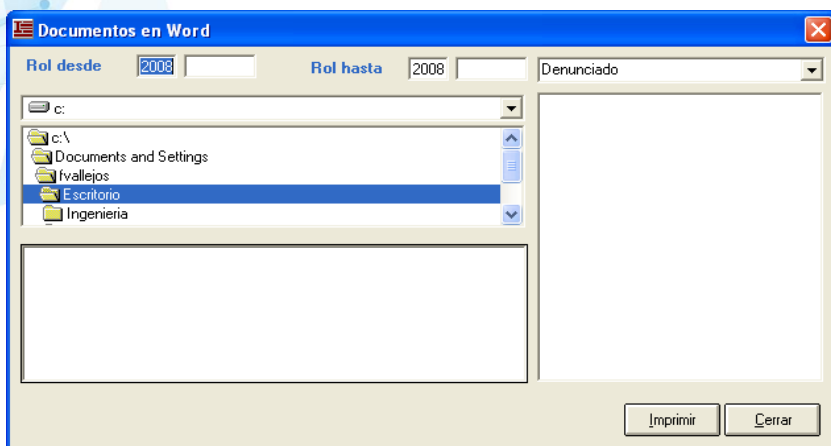 Documentos en Word
Rol desde 2008 Rol hasta 2008 Denunciado
c:
c:\
Documents and Settings
fvallejos
Escritorio
Ingenieria
Imprimir Cerrar